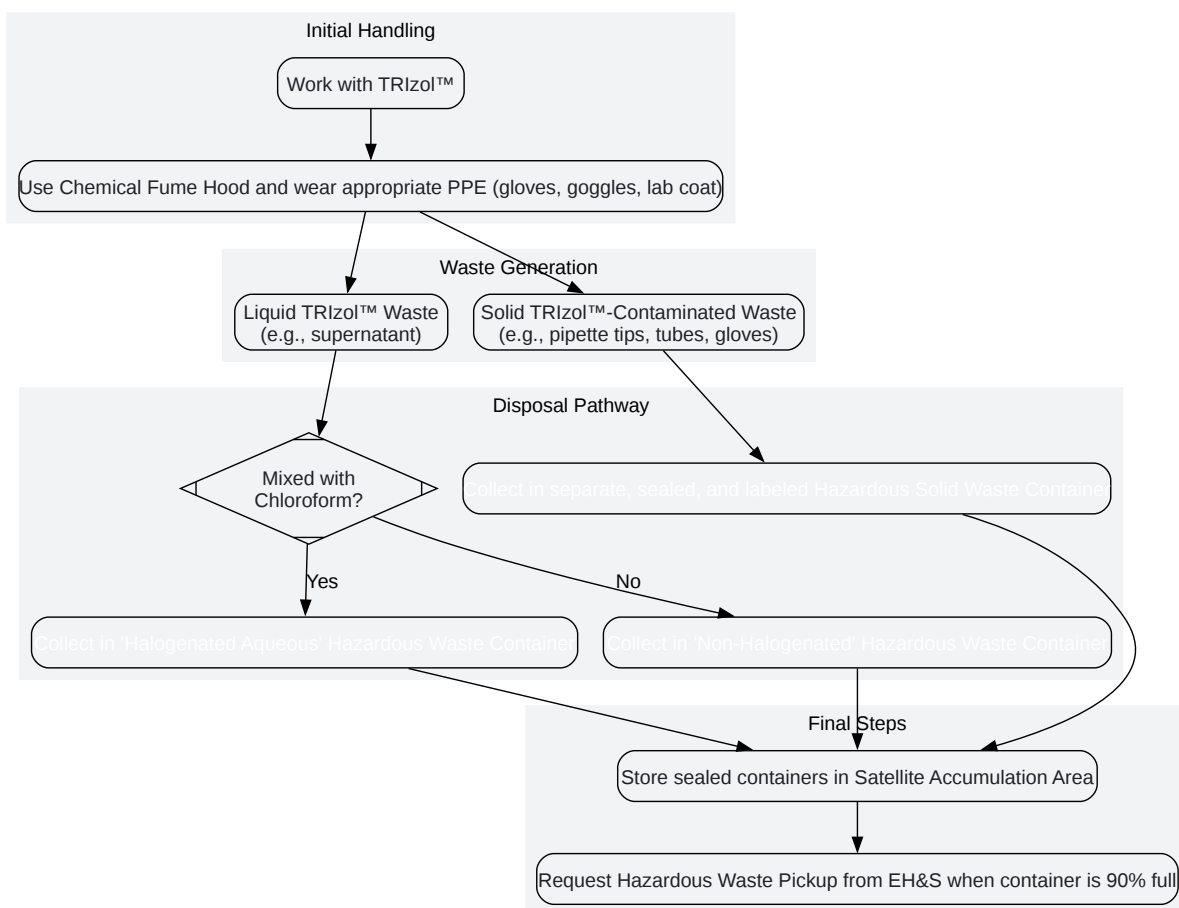 Initial Handling
Work with TRIzol™
Use Chemical Fume Hood and wear appropriate PPE (gloves, goggles, lab coat)
Waste Generation
Liquid TRIzol™ Waste
(e.g., supernatant)
Solid TRIzol™-Contaminated Waste
(e.g., pipette tips, tubes, gloves)
Disposal Pathway
Mixed with
Chloroform?
Collect in separate, sealed, and labeled Hazardous Solid Waste Container
Yes
No
Collect in 'Halogenated Aqueous' Hazardous Waste Container
Collect in 'Non-Halogenated' Hazardous Waste Container
Final Steps
Store sealed containers in Satellite Accumulation Area
Request Hazardous Waste Pickup from EH&S when container is 90% full